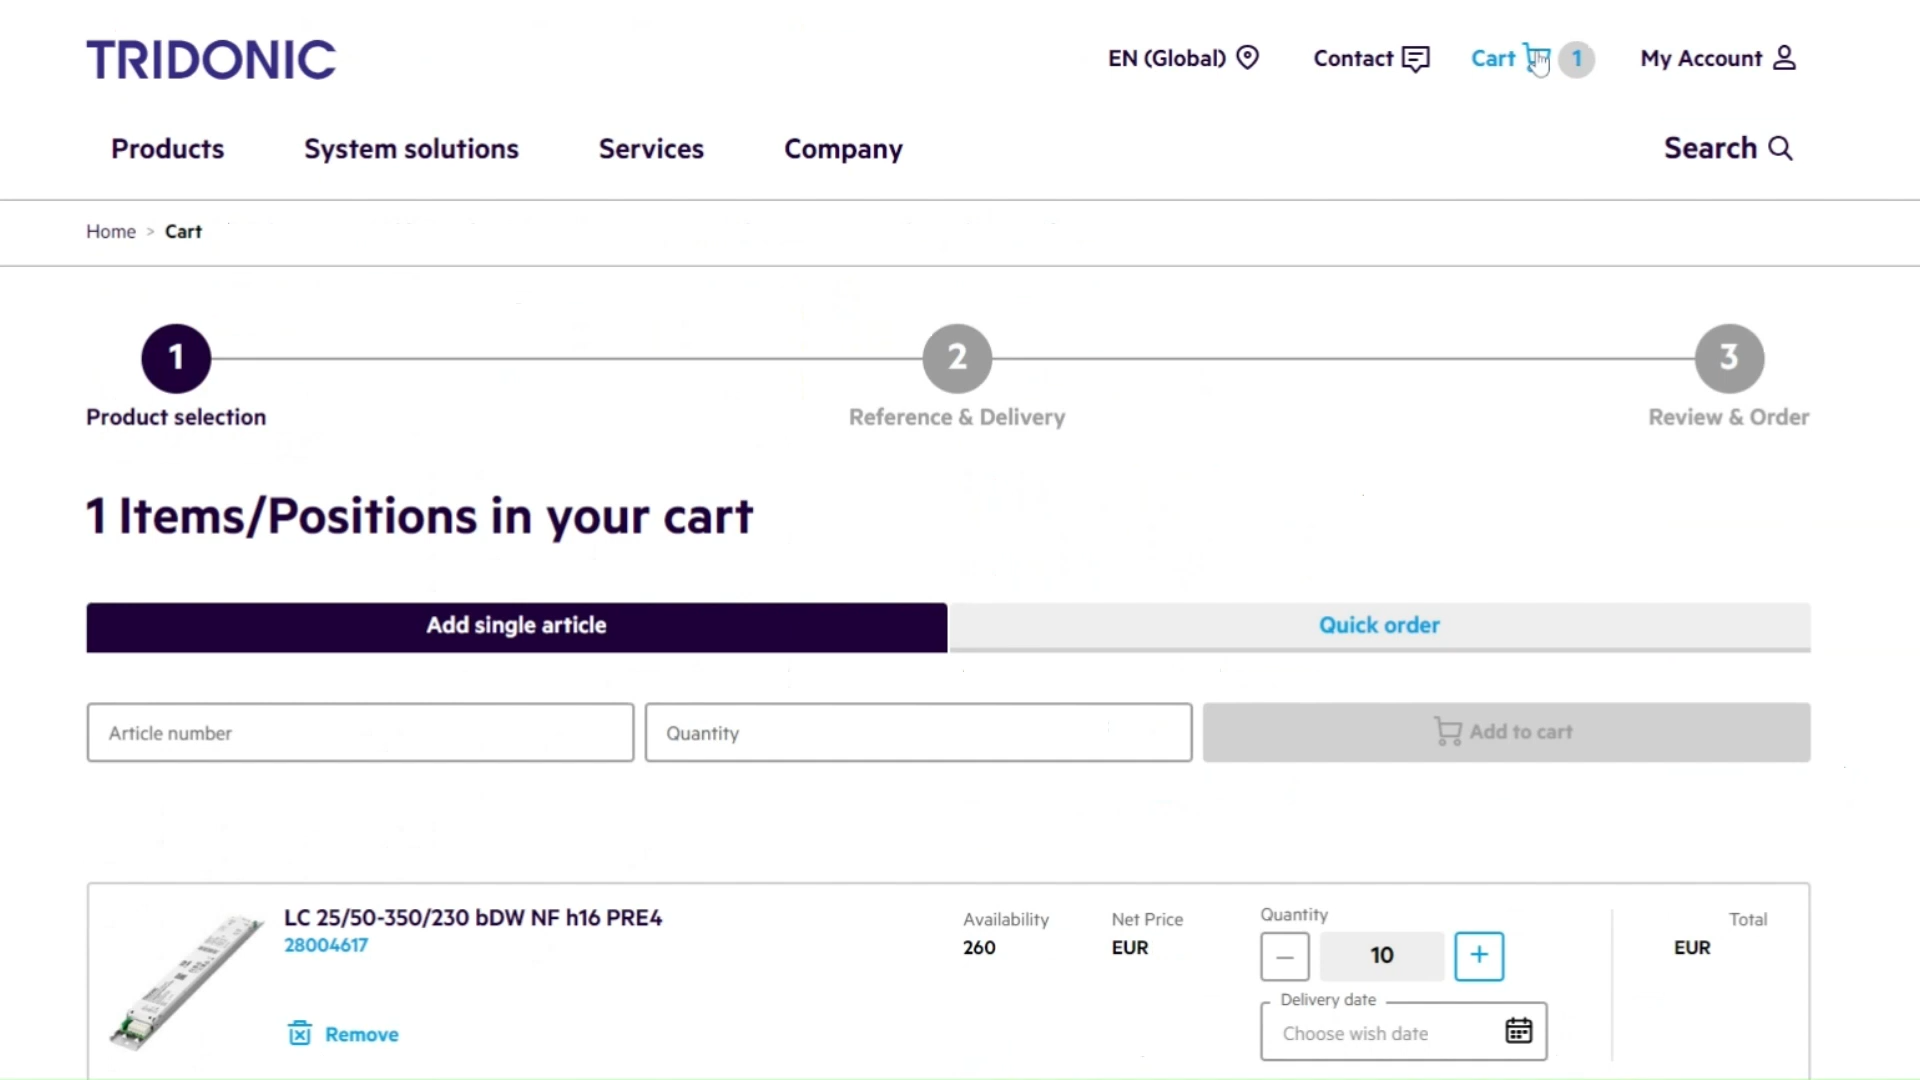 TRIDONIC
EN (Global)
Contact
Cart 1
My Account
Products
System solutions
Services
Company
Search
Home > Cart
1
2
3
Product selection
Reference & Delivery
Review & Order
1 Items/Positions in your cart
Add single article
Quick order
Article number
Quantity
Add to cart
LC 25/50-350/230 bDW NF h16 PRE4
28004617
Remove
Availability
260
Net Price
EUR
Quantity
– 10 +
Delivery date
Choose wish date
Total
EUR